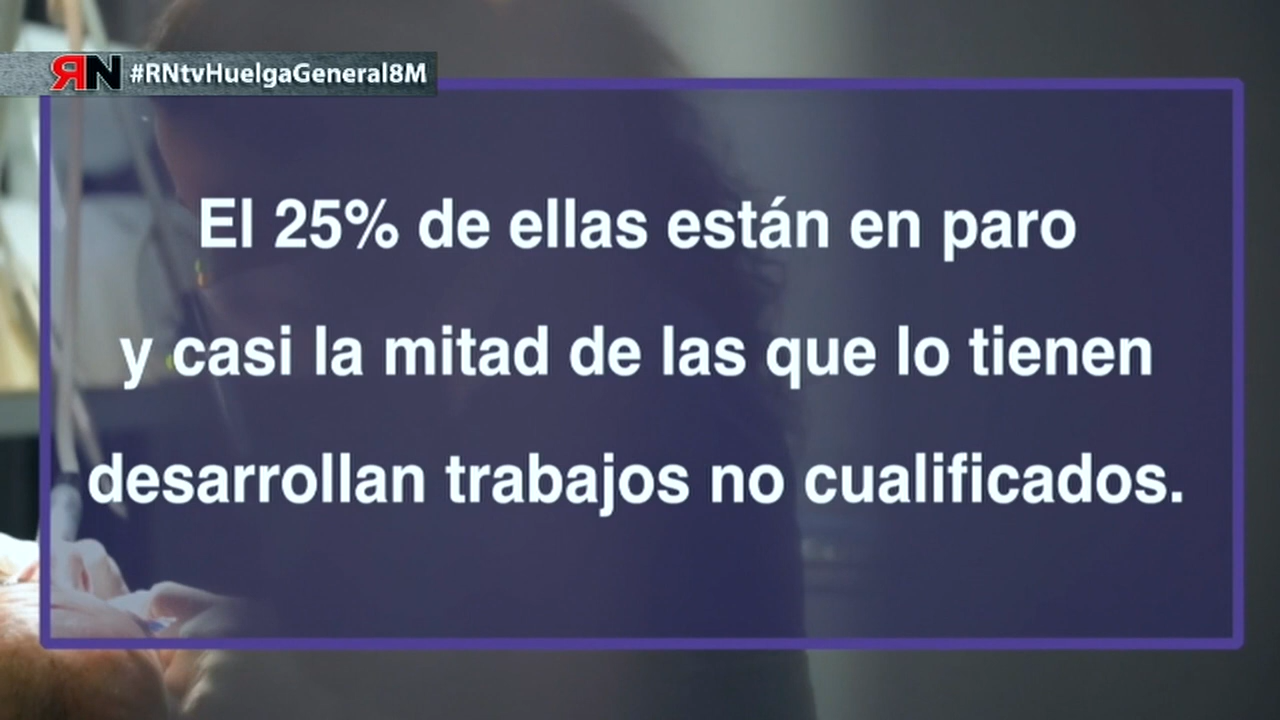 RN #RNtvHuelgaGeneral8M
El 25% de ellas están en paro
y casi la mitad de las que lo tienen
desarrollan trabajos no cualificados.